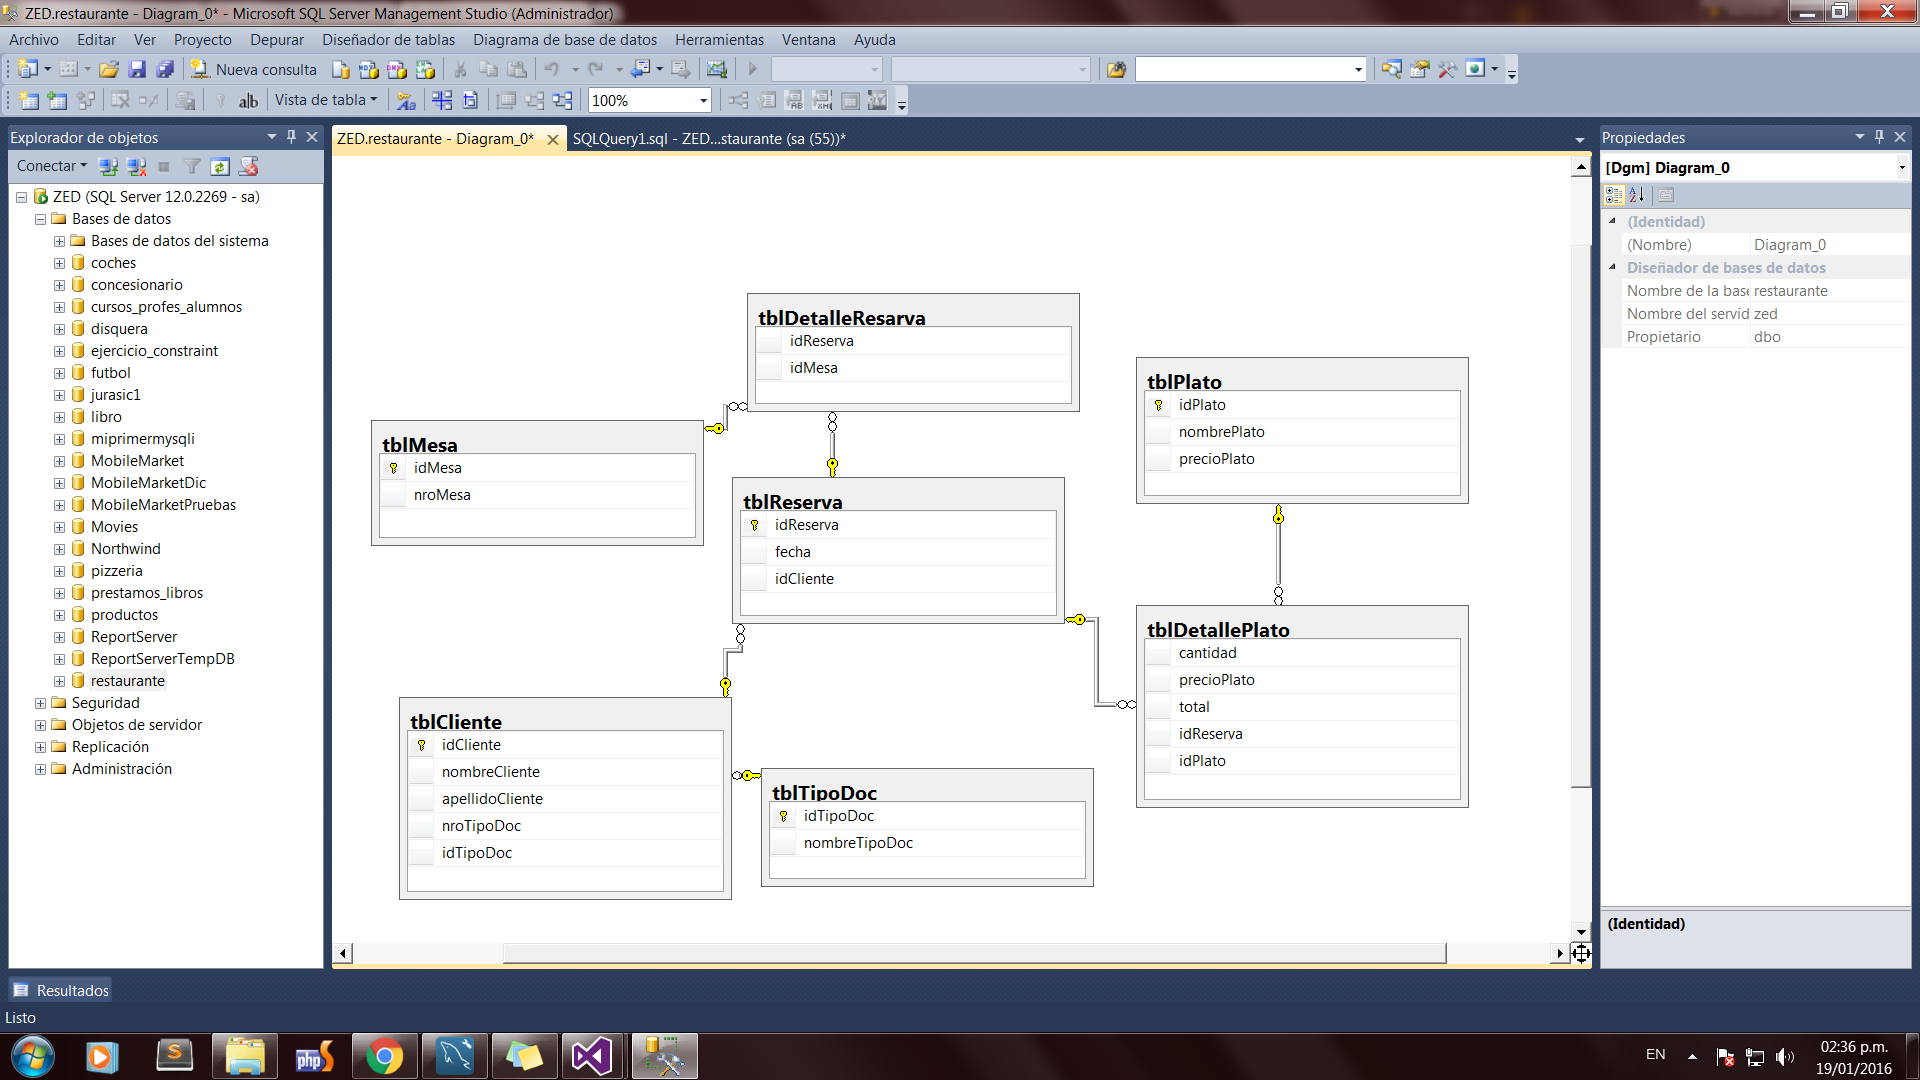 ZED.restaurante - Diagram_0* - Microsoft SQL Server Management Studio (Administrador)
Archivo Editar Ver Proyecto Depurar Diseñador de tablas Diagrama de base de datos Herramientas Ventana Ayuda
Nueva consulta
Vista de tabla 100%
Explorador de objetos
Conectar
ZED (SQL Server 12.0.2269 - sa)
Bases de datos
Bases de datos del sistema
coches
concesionario
cursos_profes_alumnos
disquera
ejercicio_constraint
futbol
jurasic1
libro
miprimermysqli
MobileMarket
MobileMarketDic
MobileMarketPruebas
Movies
Northwind
pizzeria
prestamos_libros
productos
ReportServer
ReportServerTempDB
restaurante
Seguridad
Objetos de servidor
Replicación
Administración
ZED.restaurante - Diagram_0* SQLQuery1.sql - ZED...staurante (sa (55))*
tblDetalleResarva
idReserva
idMesa
tblMesa
idMesa
nroMesa
tblReserva
idReserva
fecha
idCliente
tblPlato
idPlato
nombrePlato
precioPlato
tblDetallePlato
cantidad
precioPlato
total
idReserva
idPlato
tblCliente
idCliente
nombreCliente
apellidoCliente
nroTipoDoc
idTipoDoc
tblTipoDoc
idTipoDoc
nombreTipoDoc
Propiedades
[Dgm] Diagram_0
(Identidad)
(Nombre) Diagram_0
Diseñador de bases de datos
Nombre de la base restaurante
Nombre del servid zed
Propietario dbo
(Identidad)
Resultados
Listo
php
EN
02:36 p.m.
19/01/2016